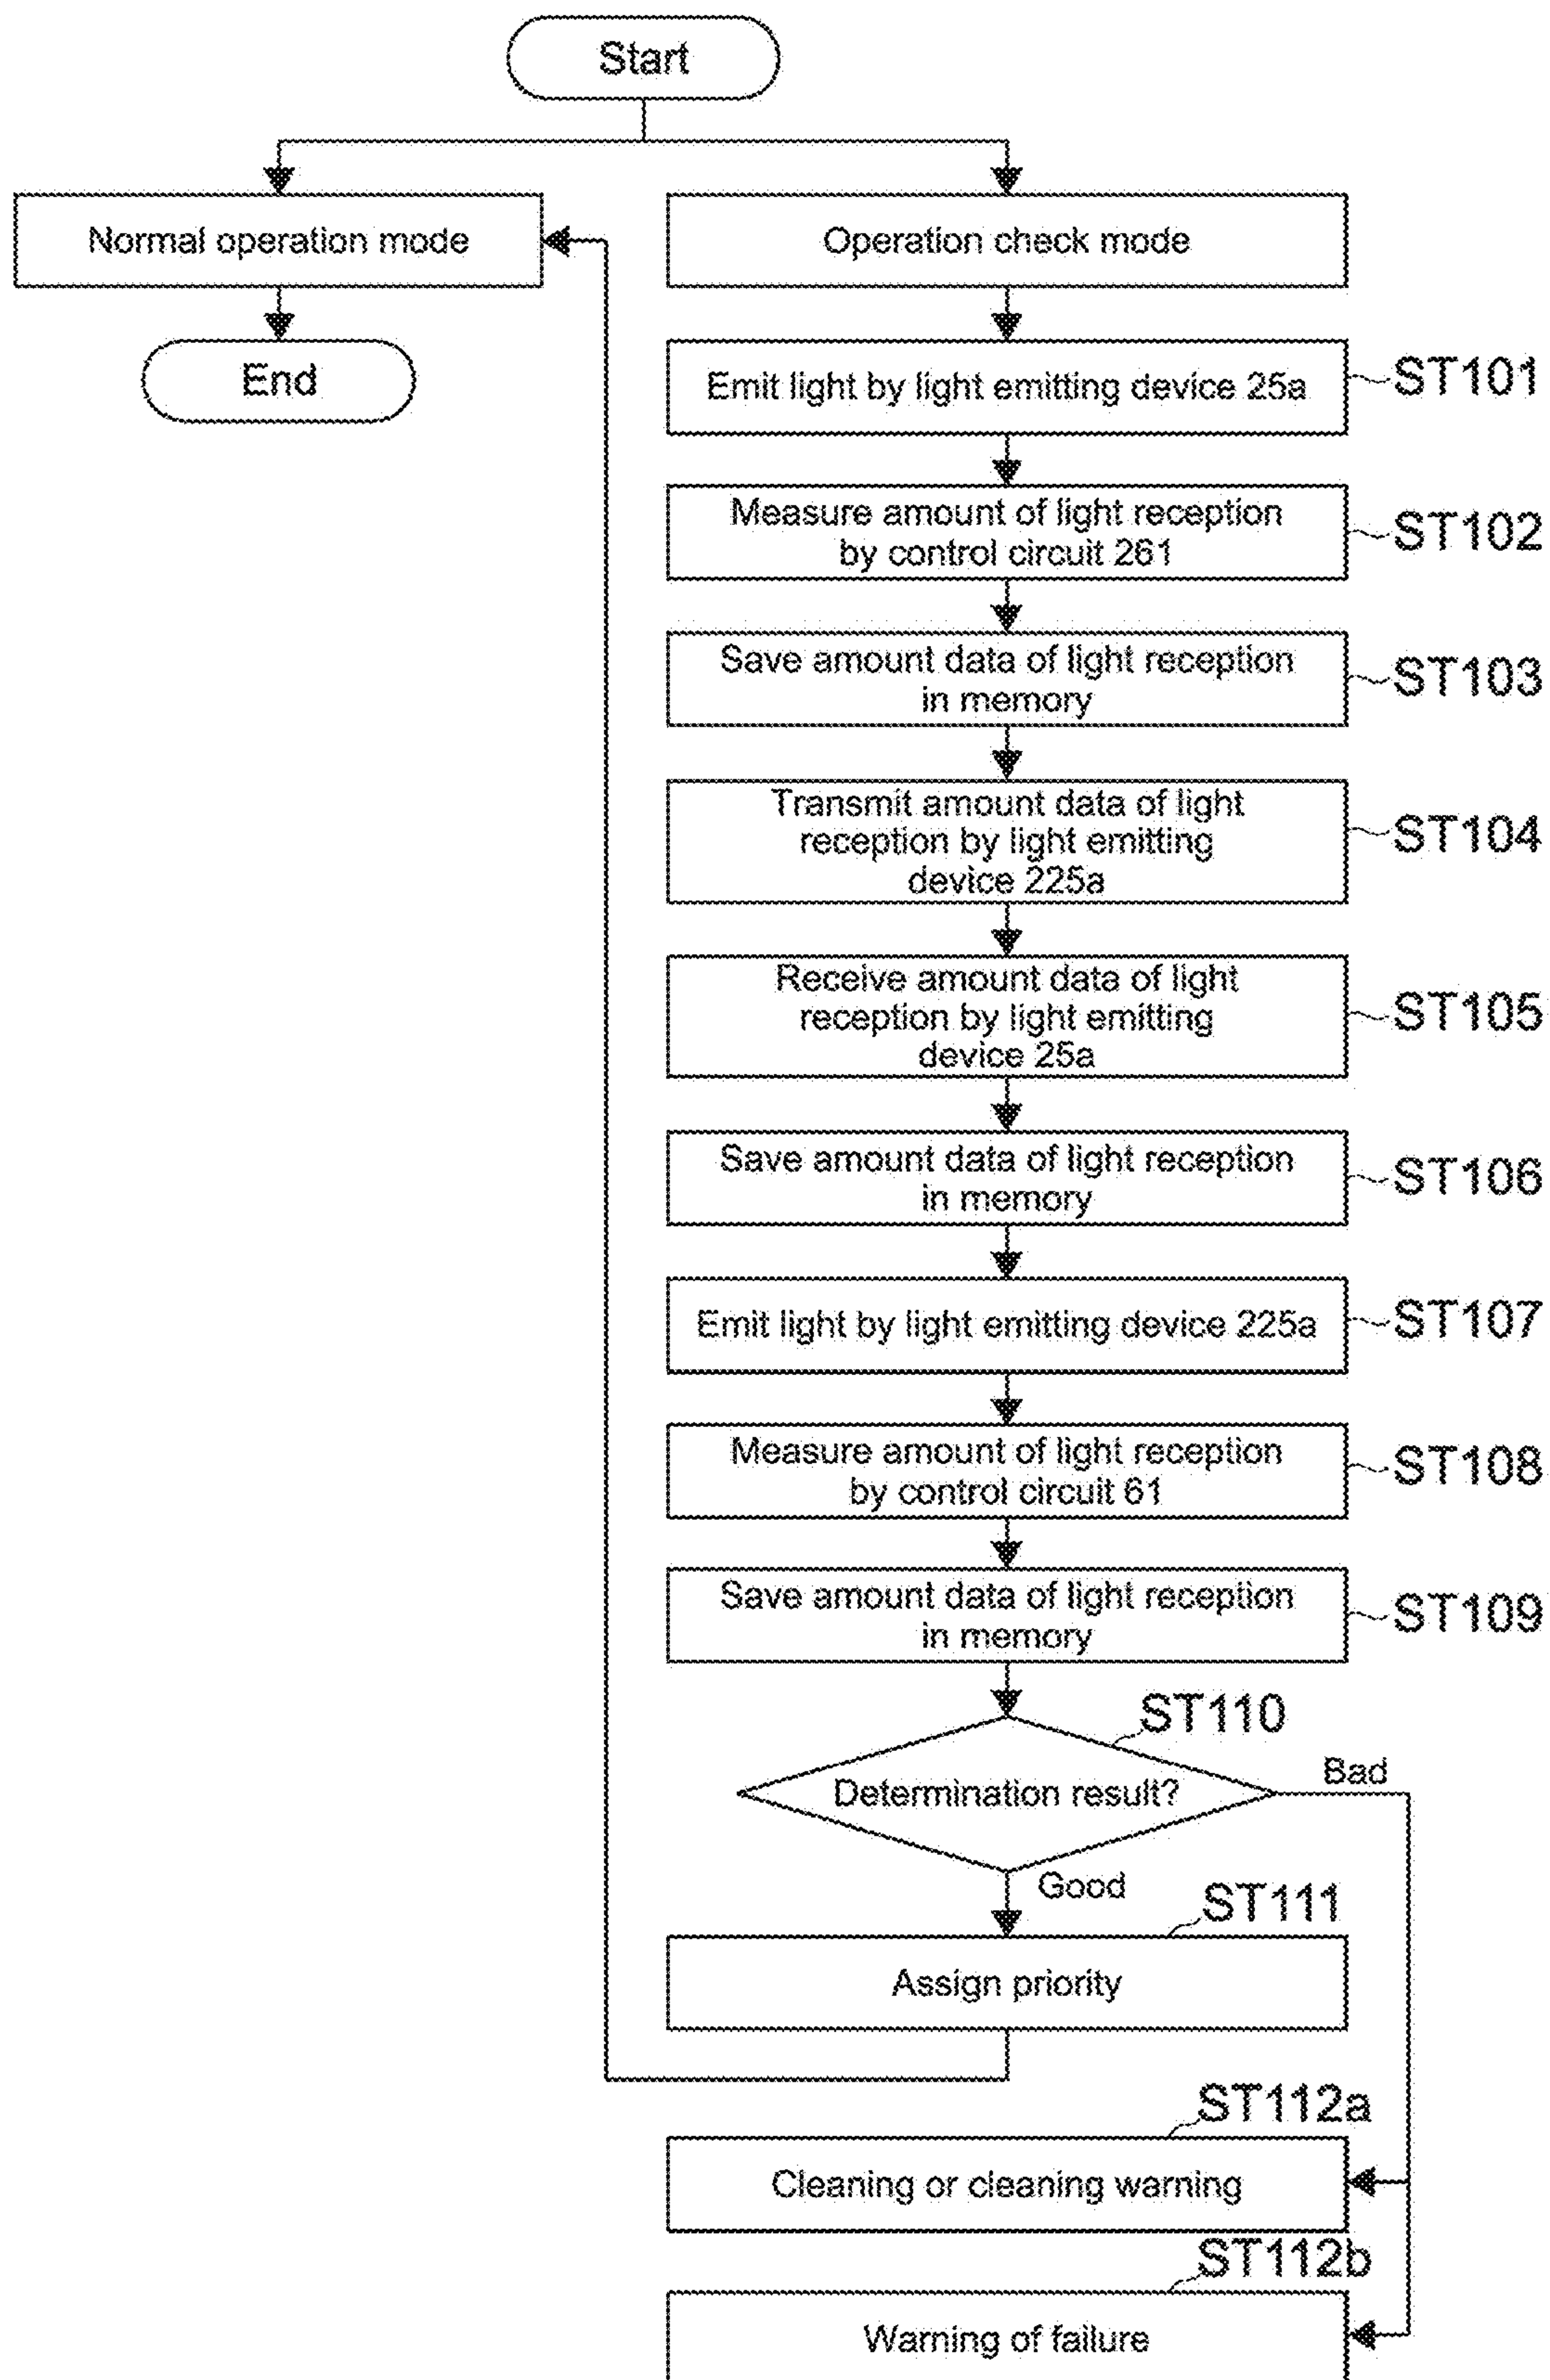 Start
Normal operation mode
Operation check mode
End
Emit light by light emitting device 25a
ST101
Measure amount of light reception
by control circuit 261
ST102
Save amount data of light reception
in memory
ST103
Transmit amount data of light
reception by light emitting
device 225a
ST104
Receive amount data of light
reception by light emitting
device 25a
ST105
Save amount data of light reception
in memory
ST106
Emit light by light emitting device 225a
ST107
Measure amount of light reception
by control circuit 61
ST108
Save amount data of light reception
in memory
ST109
ST110
Determination result?
Bad
Good
ST111
Assign priority
ST112a
Cleaning or cleaning warning
ST112b
Warning of failure